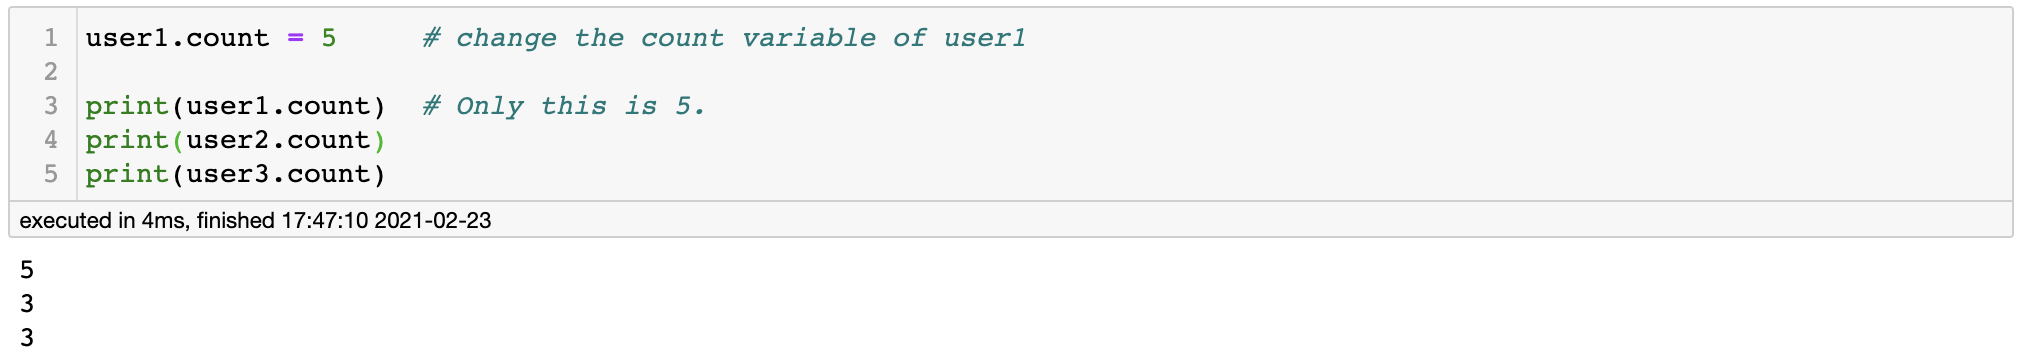 1 user1.count = 5     # change the count variable of user1
2
3 print(user1.count)  # Only this is 5.
4 print(user2.count)
5 print(user3.count)
executed in 4ms, finished 17:47:10 2021-02-23
5
3
3